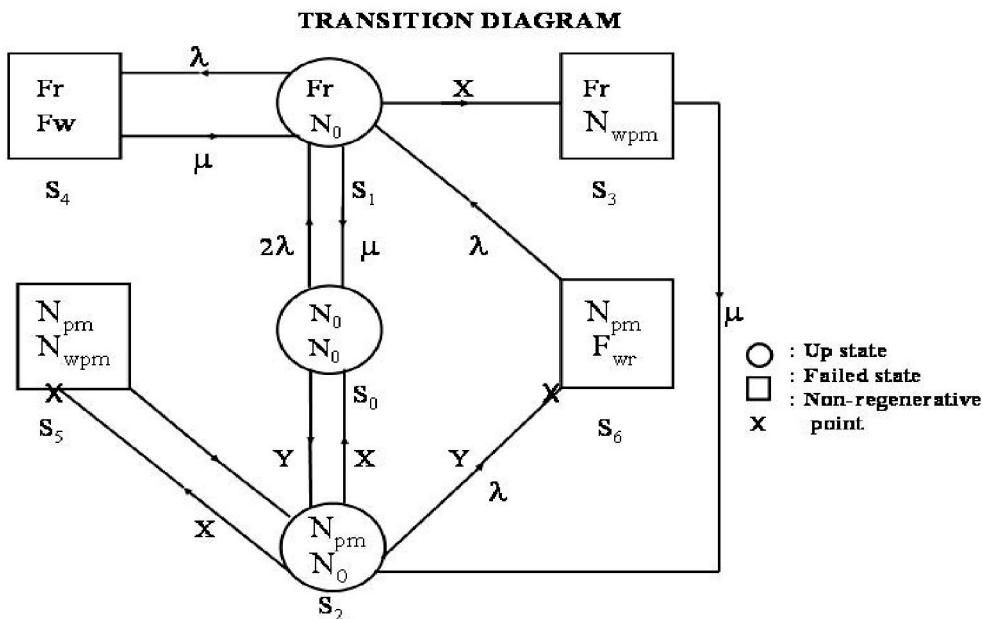 TRANSITION DIAGRAM
λ
Fr
Fw
μ
S4
Fr
N0
S1
X
Fr
Nwpm
S3
2λ
μ
λ
Npm
Nwpm
S5
N0
N0
S0
Npm
Fwr
S6
μ
: Up state
: Failed state
: Non-regenerative
X point
X
X
Y
X
Y
λ
X
Npm
N0
S2